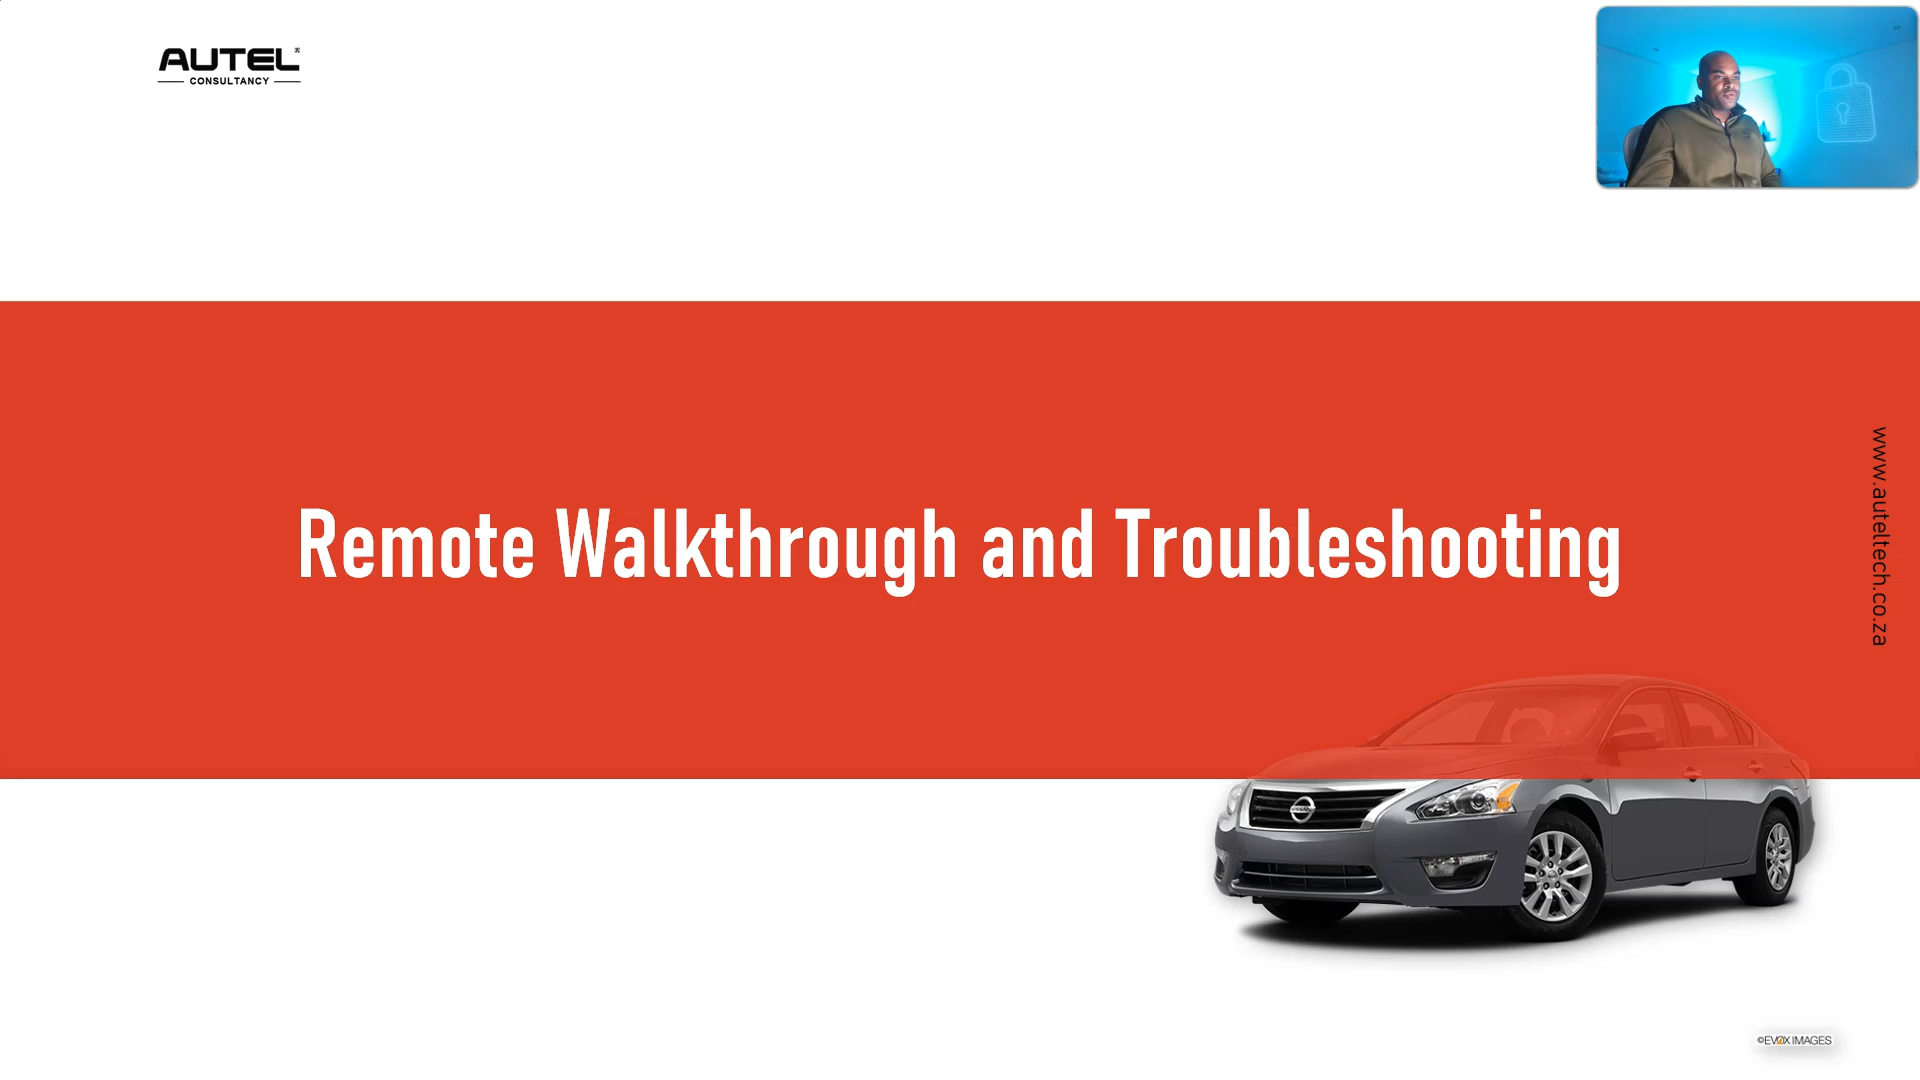 AUTEL®
CONSULTANCY
Remote Walkthrough and Troubleshooting
www.auteltech.co.za
©EVOX IMAGES